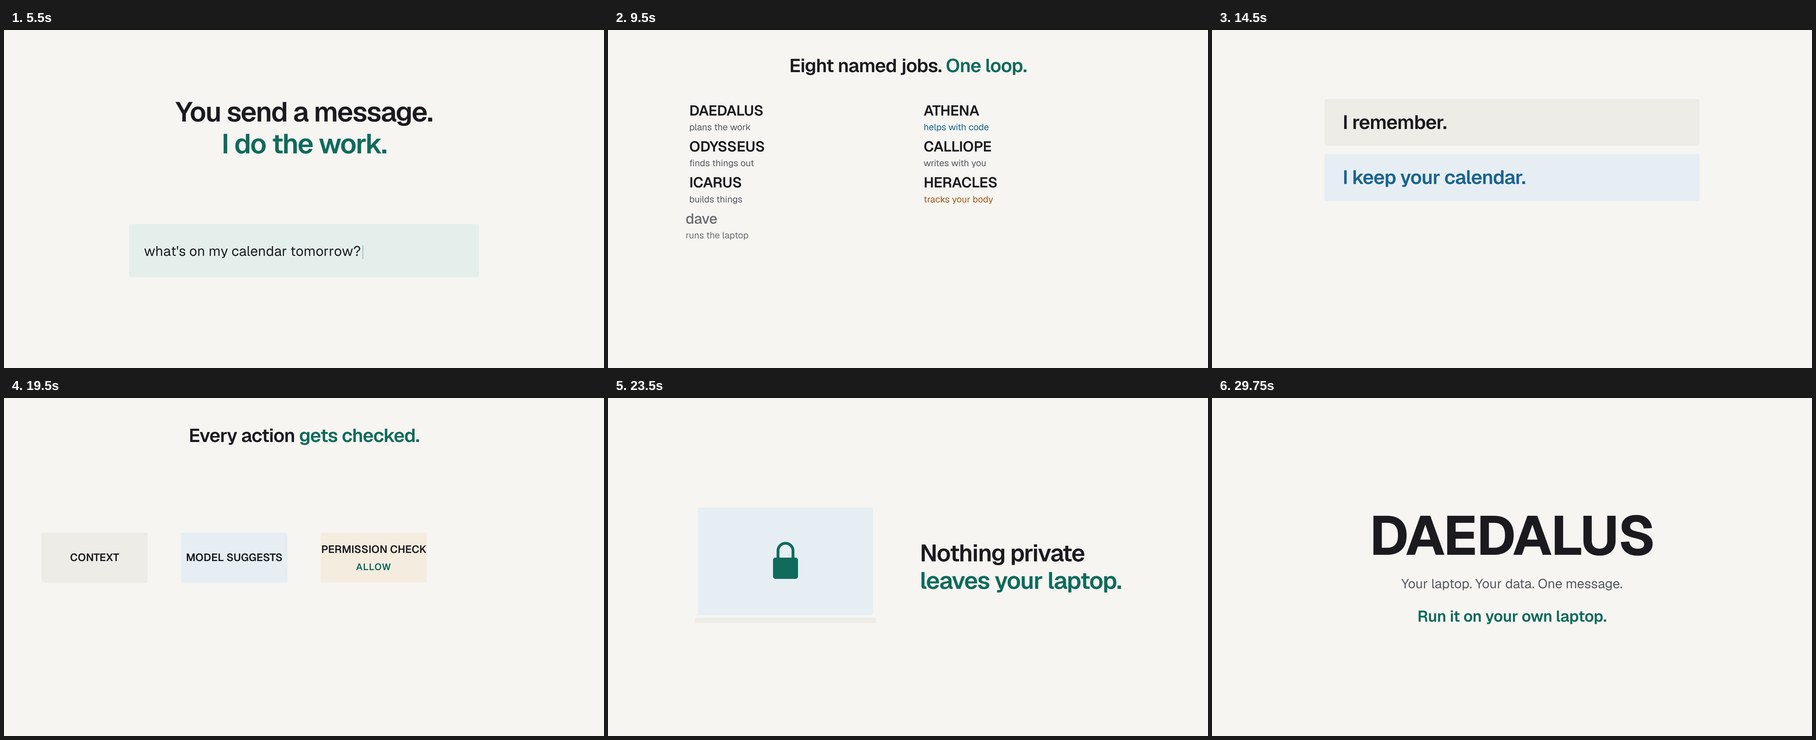 1. 5.5s
You send a message.
I do the work.
what's on my calendar tomorrow?
2. 9.5s
Eight named jobs. One loop.
DAEDALUS
plans the work
ODYSSEUS
finds things out
ICARUS
builds things
dave
runs the laptop
ATHENA
helps with code
CALLIOPE
writes with you
HERACLES
tracks your body
3. 14.5s
I remember.
I keep your calendar.
4. 19.5s
Every action gets checked.
CONTEXT
MODEL SUGGESTS
PERMISSION CHECK
ALLOW
5. 23.5s
Nothing private
leaves your laptop.
6. 29.75s
DAEDALUS
Your laptop. Your data. One message.
Run it on your own laptop.